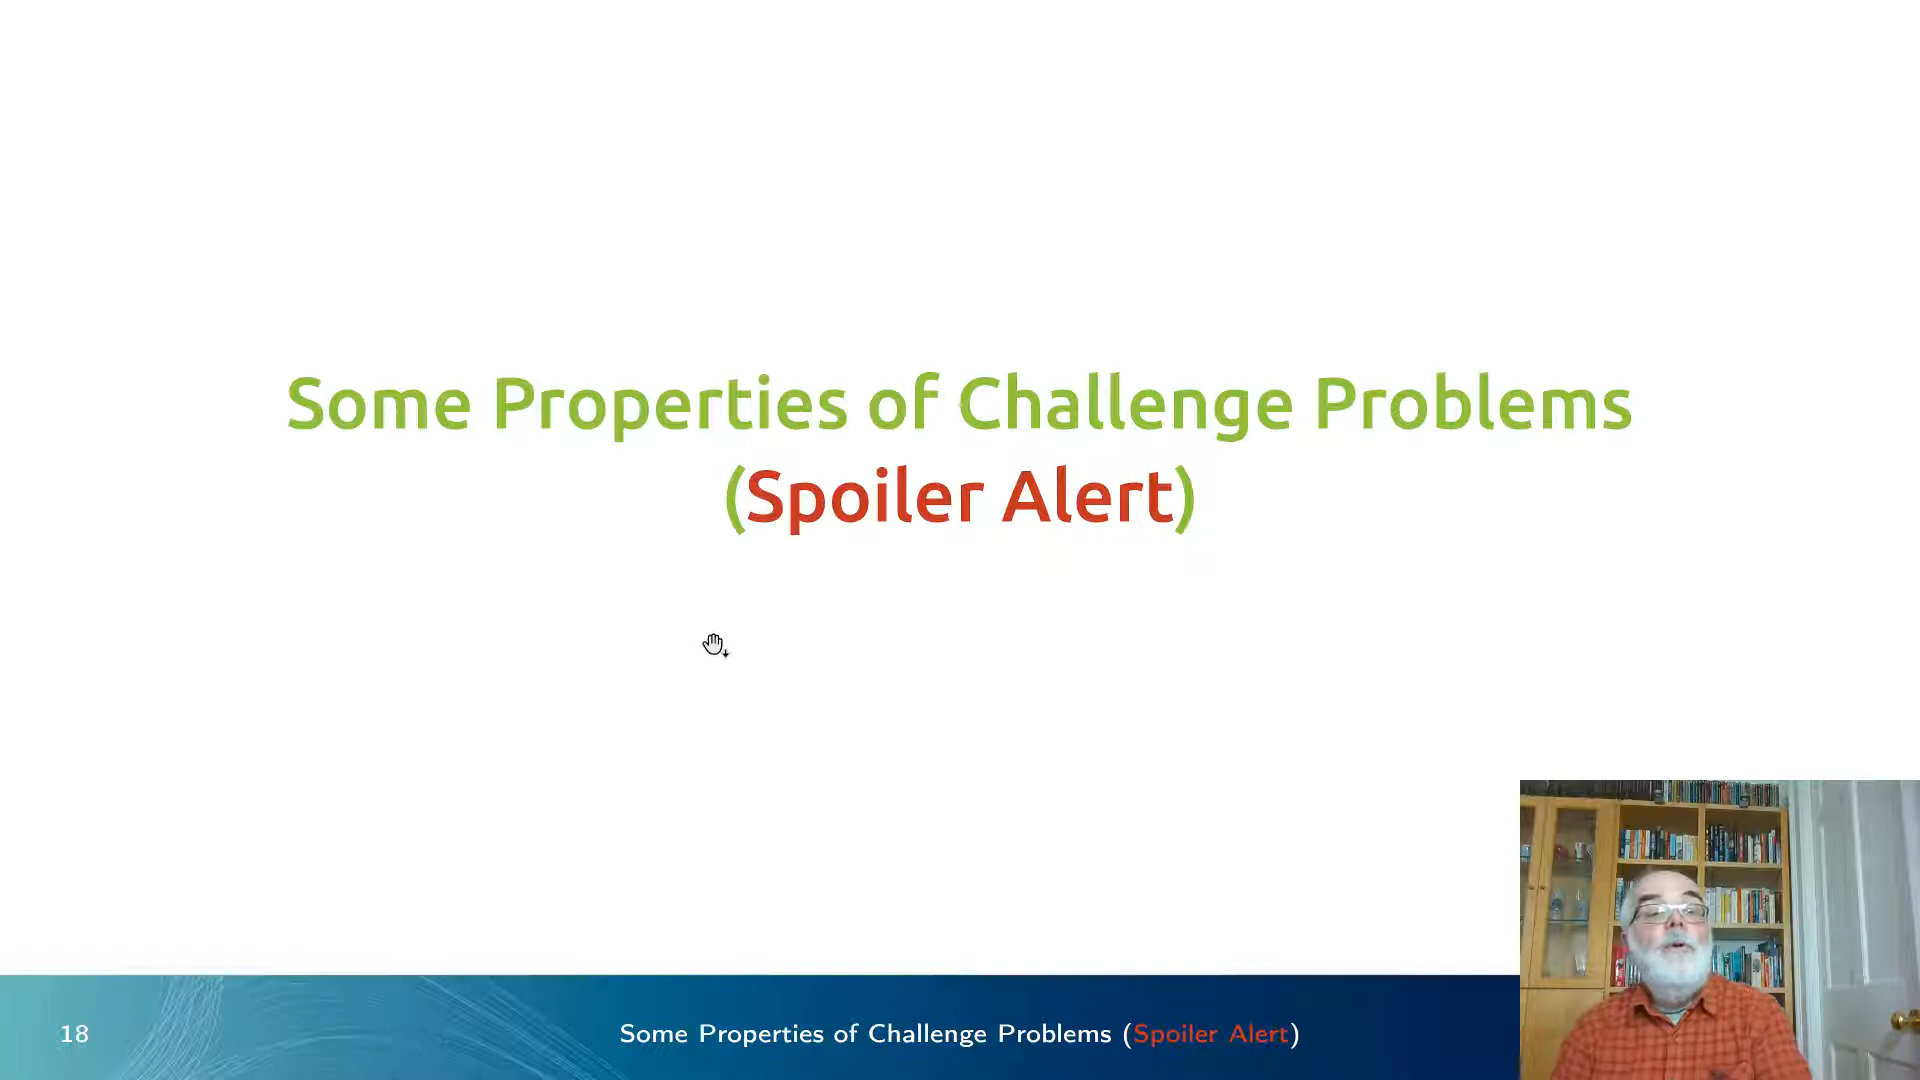 Some Properties of Challenge Problems
(Spoiler Alert)
18
Some Properties of Challenge Problems (Spoiler Alert)